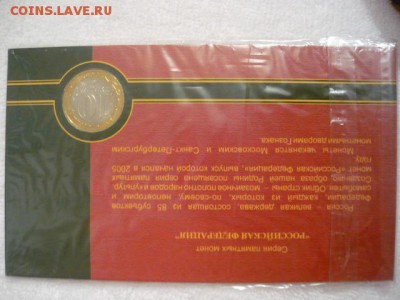 COINS.LAVE.RU
Серия памятных монет
"РОССИЙСКАЯ ФЕДЕРАЦИЯ"
Россия – великая держава, состоящая из 85 субъектов
Федерации, каждый из которых, по-своему, неповторим и
самобытен. Облик страны – мозаичное полотно народов и культур.
Созданию образа нашей Родины посвящена серия памятных
монет «Российская Федерация», выпуск которой начался в 2005
году.
Монеты чеканятся Московским и Санкт-Петербургским
монетными дворами Гознака